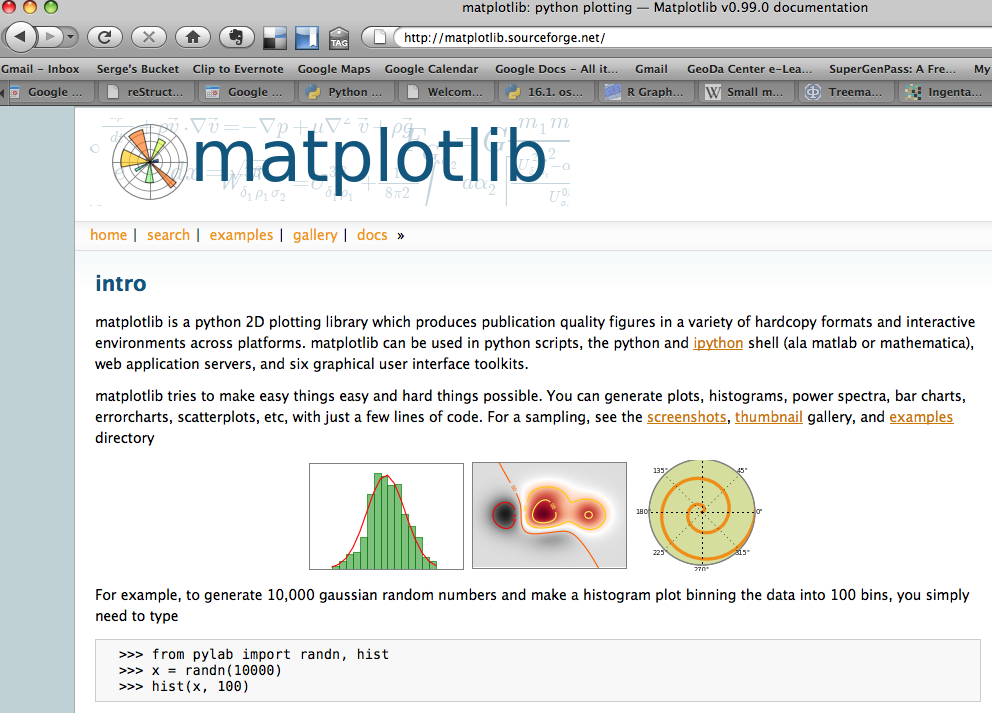 matplotlib: python plotting — Matplotlib v0.99.0 documentation
TAG
http://matplotlib.sourceforge.net/
Gmail – Inbox Serge's Bucket Clip to Evernote Google Maps Google Calendar Google Docs – All it... Gmail GeoDa Center e-Lea... SuperGenPass: A Fre... My
Google ... reStruct... Google ... Python ... Welcom... 16.1. os... R Graph... Small m... Treema... Ingenta...
matplotlib
home | search | examples | gallery | docs »
intro
matplotlib is a python 2D plotting library which produces publication quality figures in a variety of hardcopy formats and interactive
environments across platforms. matplotlib can be used in python scripts, the python and ipython shell (ala matlab or mathematica),
web application servers, and six graphical user interface toolkits.
matplotlib tries to make easy things easy and hard things possible. You can generate plots, histograms, power spectra, bar charts,
errorcharts, scatterplots, etc, with just a few lines of code. For a sampling, see the screenshots, thumbnail gallery, and examples
directory
135° 45°
180° 0°
225° 315°
270°
For example, to generate 10,000 gaussian random numbers and make a histogram plot binning the data into 100 bins, you simply
need to type
>>> from pylab import randn, hist
>>> x = randn(10000)
>>> hist(x, 100)